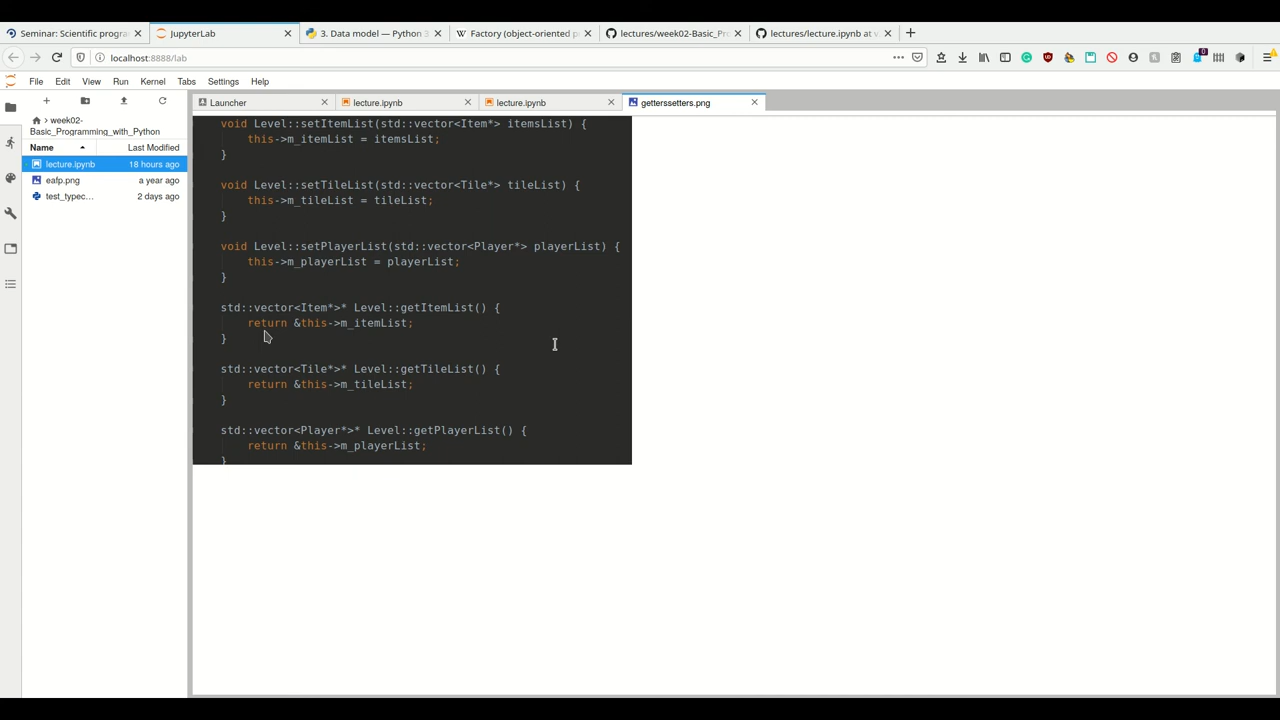 Seminar: Scientific progra
JupyterLab
3. Data model — Python 3
Factory (object-oriented p
lectures/week02-Basic_Pr
lectures/lecture.ipynb at v
localhost:8888/lab
0
File Edit View Run Kernel Tabs Settings Help
Launcher
lecture.ipynb
lecture.ipynb
getterssetters.png
> week02-
Basic_Programming_with_Python
Name Last Modified
lecture.ipynb 18 hours ago
eafp.png a year ago
test_typec... 2 days ago
void Level::setItemList(std::vector<Item*> itemsList) {
this->m_itemList = itemsList;
}
void Level::setTileList(std::vector<Tile*> tileList) {
this->m_tileList = tileList;
}
void Level::setPlayerList(std::vector<Player*> playerList) {
this->m_playerList = playerList;
}
std::vector<Item*>* Level::getItemList() {
return &this->m_itemList;
}
std::vector<Tile*>* Level::getTileList() {
return &this->m_tileList;
}
std::vector<Player*>* Level::getPlayerList() {
return &this->m_playerList;
}